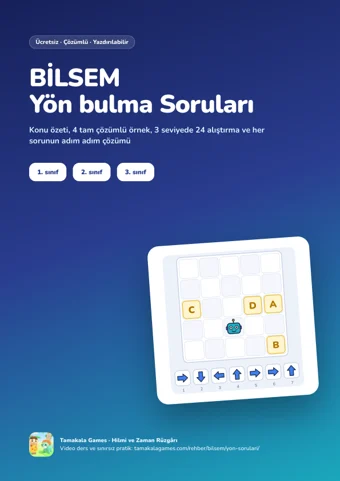 Ücretsiz · Çözümlü · Yazdırılabilir
BİLSEM
Yön bulma Soruları
Konu özeti, 4 tam çözümlü örnek, 3 seviyede 24 alıştırma ve her
sorunun adım adım çözümü
1. sınıf 2. sınıf 3. sınıf
C D A
B
1 2 3 4 5 6 7
Tamakala Games · Hilmi ve Zaman Rüzgârı
Video ders ve sınırsız pratik: tamakalagames.com/rehber/bilsem/yon-sorulari/